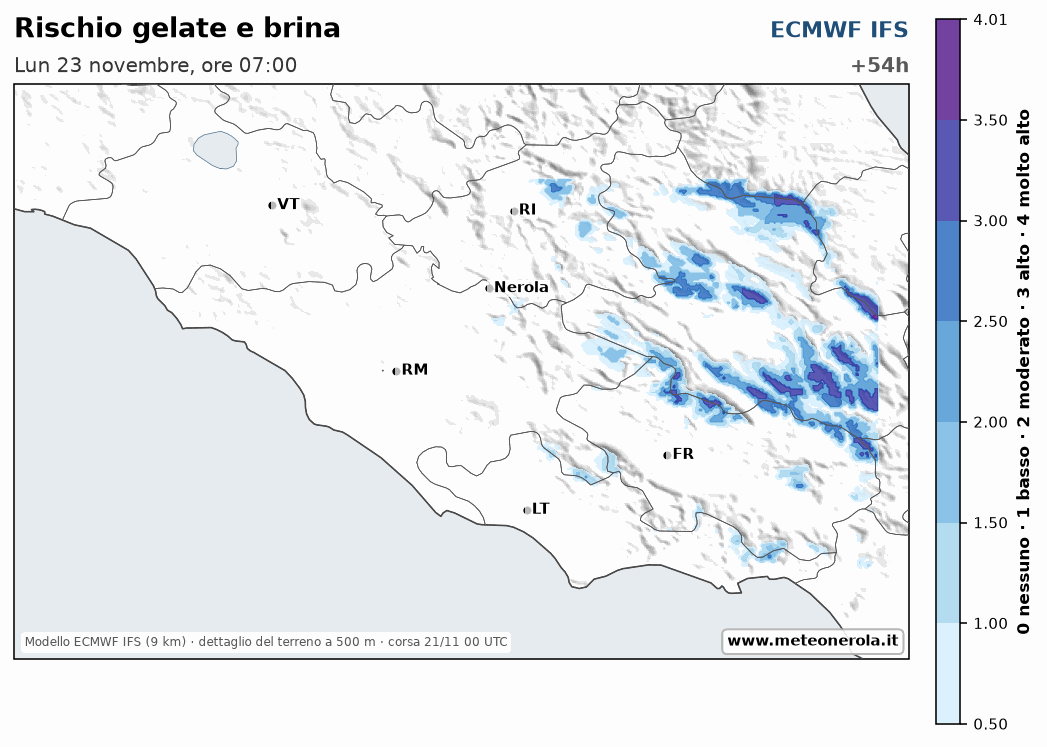 Rischio gelate e brina
ECMWF IFS
Lun 23 novembre, ore 07:00
+54h
VT
RI
Nerola
RM
FR
LT
Modello ECMWF IFS (9 km) · dettaglio del terreno a 500 m · corsa 21/11 00 UTC
www.meteonerola.it
4.01
3.50
3.00
2.50
2.00
1.50
1.00
0.50
0 nessuno · 1 basso · 2 moderato · 3 alto · 4 molto alto